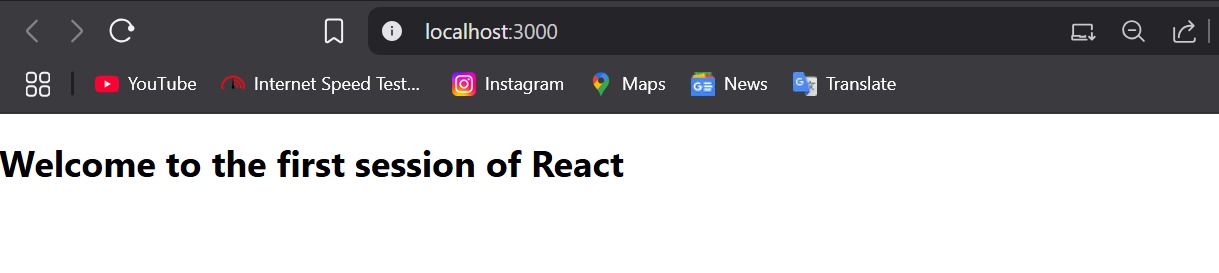 localhost:3000
YouTube Internet Speed Test... Instagram Maps News Translate
Welcome to the first session of React